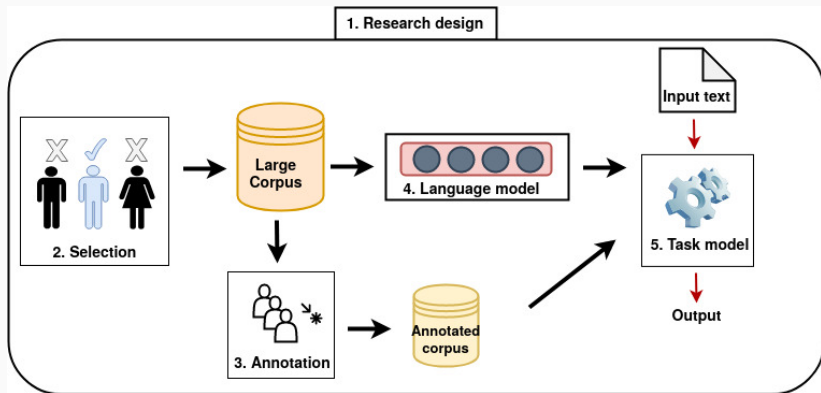 1. Research design
Input text
X ✓ X
Large
Corpus
2. Selection
4. Language model
5. Task model
3. Annotation
Annotated
corpus
Output